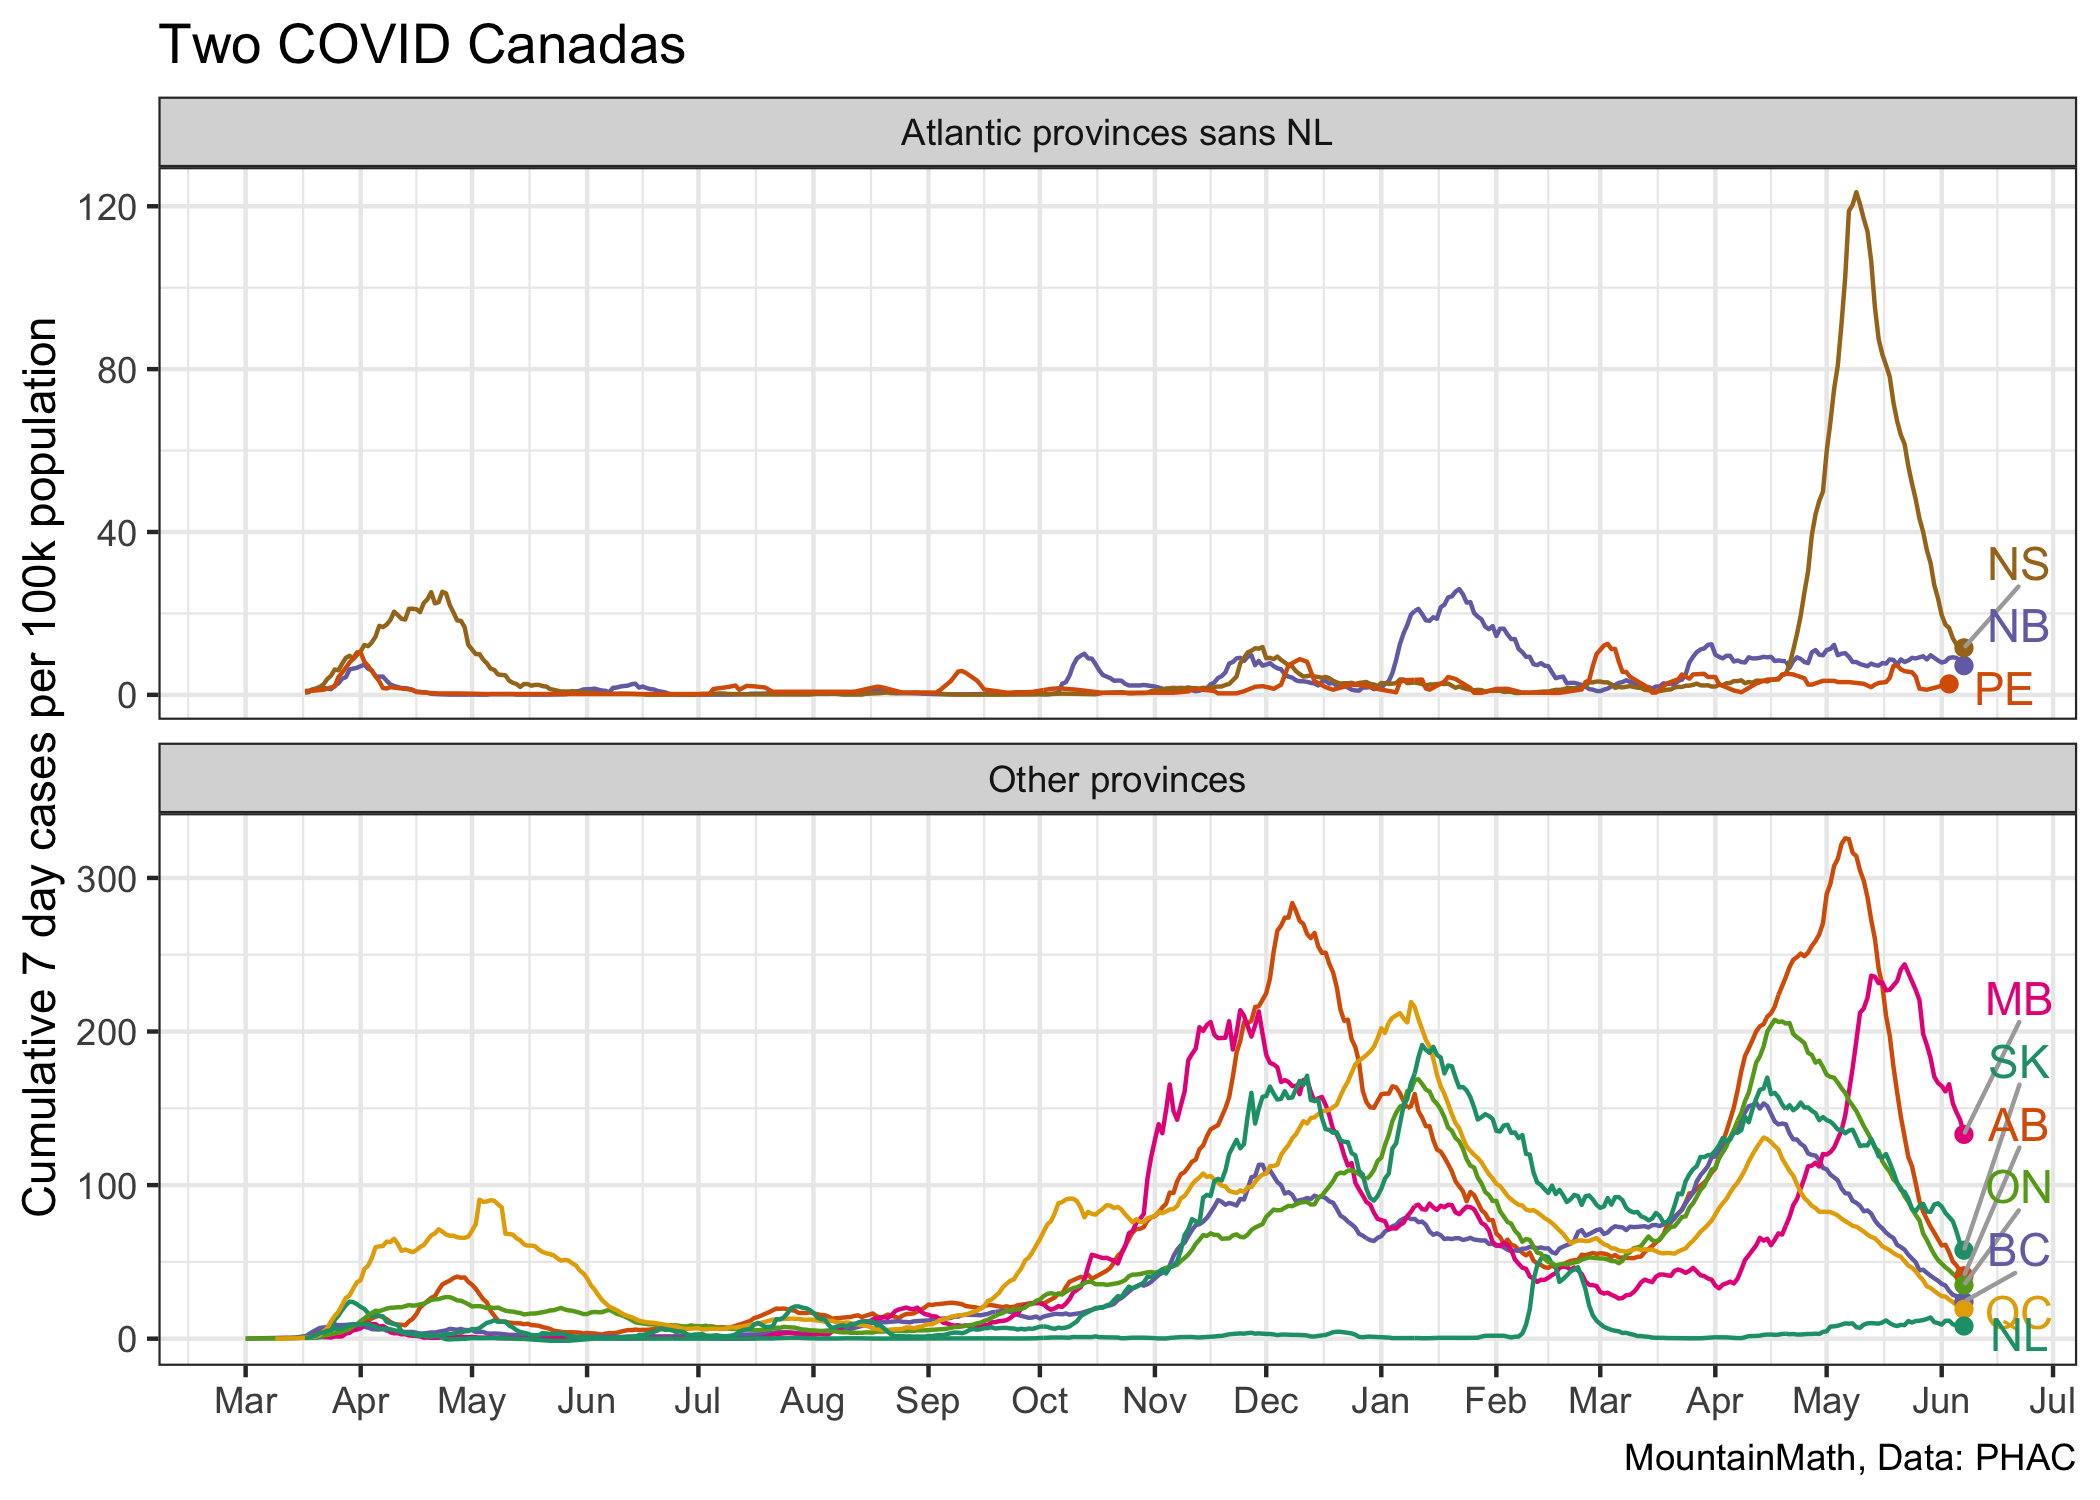 Two COVID Canadas
Atlantic provinces sans NL
Cumulative 7 day cases per 100k population
120
80
40
0
NS
NB
PE
Other provinces
300
200
100
0
MB
SK
AB
ON
BC
QC
NL
Mar Apr May Jun Jul Aug Sep Oct Nov Dec Jan Feb Mar Apr May Jun Jul
MountainMath, Data: PHAC